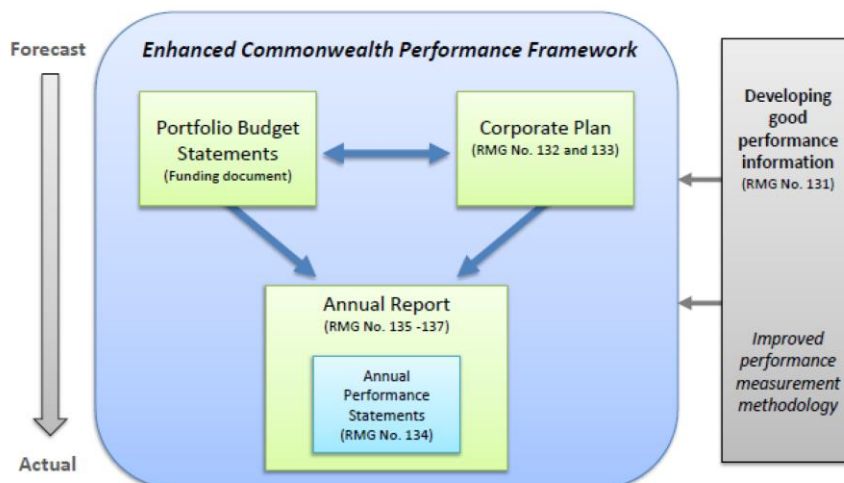 Forecast
Actual
Enhanced Commonwealth Performance Framework
Portfolio Budget
Statements
(Funding document)
Corporate Plan
(RMG No. 132 and 133)
Annual Report
(RMG No. 135 -137)
Annual
Performance
Statements
(RMG No. 134)
Developing
good
performance
information
(RMG No. 131)
Improved
performance
measurement
methodology